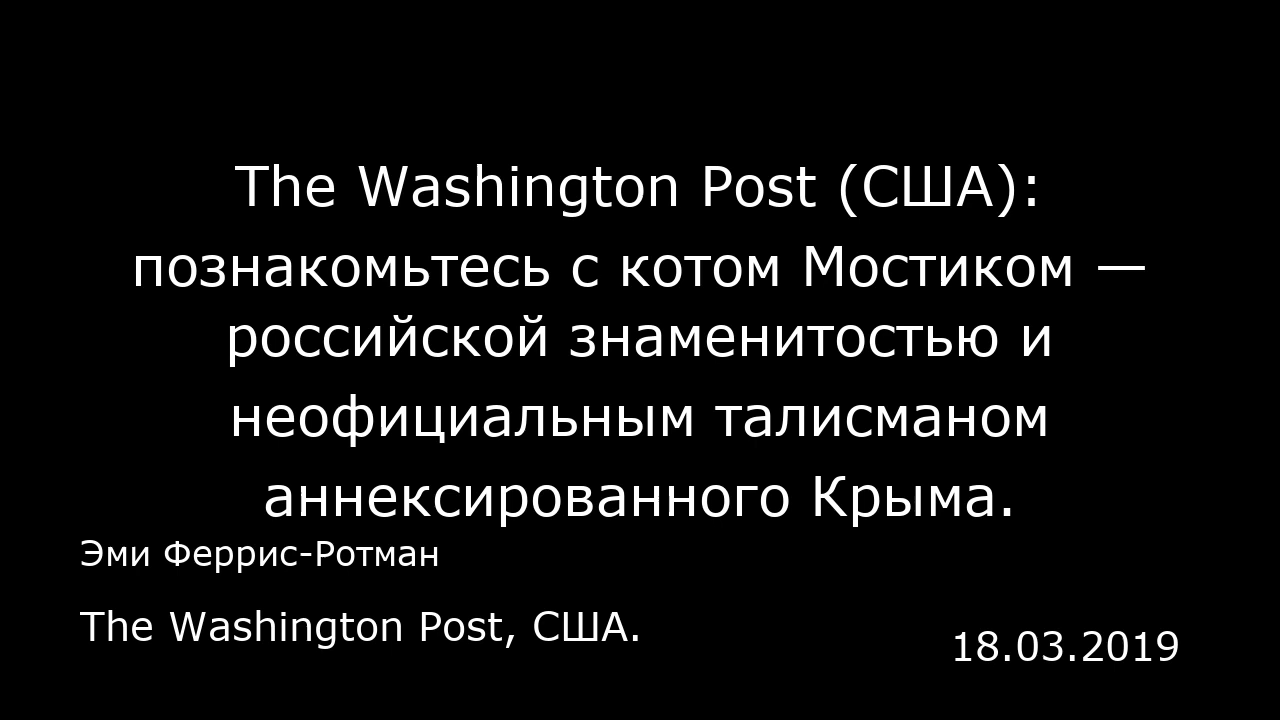 The Washington Post (США):
познакомьтесь с котом Мостиком —
российской знаменитостью и
неофициальным талисманом
аннексированного Крыма.
Эми Феррис-Ротман
The Washington Post, США.
18.03.2019